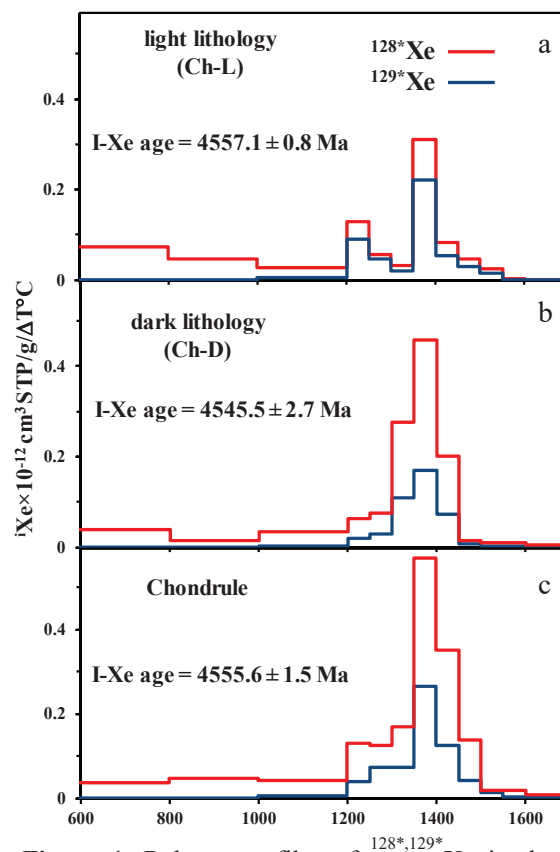 light lithology
(Ch-L)
128*Xe
129*Xe
a
I-Xe age = 4557.1 ± 0.8 Ma
0.4
0.2
0
dark lithology
(Ch-D)
b
I-Xe age = 4545.5 ± 2.7 Ma
0.4
0.2
0
Chondrule
c
I-Xe age = 4555.6 ± 1.5 Ma
0.4
0.2
0
600 800 1000 1200 1400 1600
iXe×10-12 cm3 STP/g/ΔT°C
128*,129*